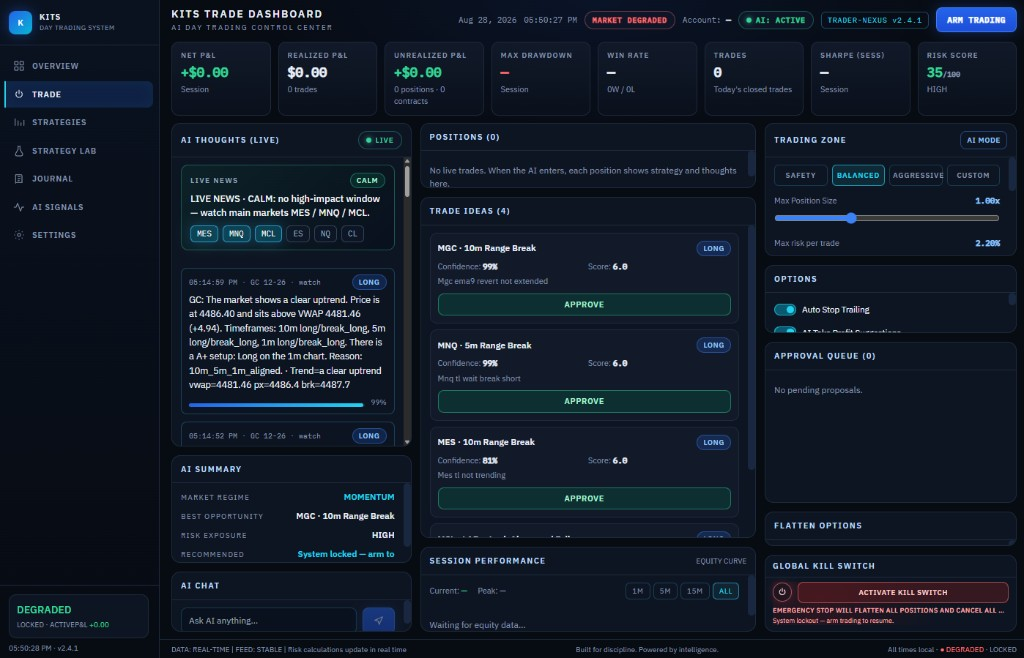 K
KITS
DAY TRADING SYSTEM
OVERVIEW
TRADE
STRATEGIES
STRATEGY LAB
JOURNAL
AI SIGNALS
SETTINGS
DEGRADED
LOCKED · ACTIVEP&L +0.00
05:50:28 PM · v2.4.1
KITS TRADE DASHBOARD
AI DAY TRADING CONTROL CENTER
Aug 28, 2026 05:50:27 PM
MARKET DEGRADED
Account: —
AI: ACTIVE
TRADER-NEXUS v2.4.1
ARM TRADING
NET P&L
+$0.00
Session
REALIZED P&L
$0.00
0 trades
UNREALIZED P&L
+$0.00
0 positions · 0
contracts
MAX DRAWDOWN
—
Session
WIN RATE
—
0W / 0L
TRADES
0
Today's closed trades
SHARPE (SESS)
—
Session
RISK SCORE
35/100
HIGH
AI THOUGHTS (LIVE)
LIVE
LIVE NEWS
CALM
LIVE NEWS · CALM: no high-impact window
— watch main markets MES / MNQ / MCL.
MES MNQ MCL ES NQ CL
05:14:59 PM · GC 12-26 · watch
LONG
GC: The market shows a clear uptrend. Price is
at 4486.40 and sits above VWAP 4481.46
(+4.94). Timeframes: 10m long/break_long, 5m
long/break_long, 1m long/break_long. There is
a A+ setup: Long on the 1m chart. Reason:
10m_5m_1m_aligned. · Trend=a clear uptrend
vwap=4481.46 px=4486.4 brk=4487.7
99%
05:14:52 PM · GC 12-26 · watch
LONG
AI SUMMARY
MARKET REGIME MOMENTUM
BEST OPPORTUNITY MGC · 10m Range Break
RISK EXPOSURE HIGH
RECOMMENDED System locked — arm to
AI CHAT
Ask AI anything...
POSITIONS (0)
No live trades. When the AI enters, each position shows strategy and thoughts
here.
TRADE IDEAS (4)
MGC · 10m Range Break
LONG
Confidence: 99% Score: 6.0
Mgc ema9 revert not extended
APPROVE
MNQ · 5m Range Break
LONG
Confidence: 99% Score: 6.0
Mnq tl wait break short
APPROVE
MES · 10m Range Break
LONG
Confidence: 81% Score: 6.0
Mes tl not trending
APPROVE
SESSION PERFORMANCE
EQUITY CURVE
Current: — Peak: —
1M 5M 15M ALL
Waiting for equity data...
TRADING ZONE
AI MODE
SAFETY BALANCED AGGRESSIVE CUSTOM
Max Position Size 1.00x
Max risk per trade 2.20%
OPTIONS
Auto Stop Trailing
AI Take Profit Suggestions
APPROVAL QUEUE (0)
No pending proposals.
FLATTEN OPTIONS
GLOBAL KILL SWITCH
ACTIVATE KILL SWITCH
EMERGENCY STOP WILL FLATTEN ALL POSITIONS AND CANCEL ALL ...
System lockout — arm trading to resume.
DATA: REAL-TIME | FEED: STABLE | Risk calculations update in real time
Built for discipline. Powered by intelligence.
All times local · ● DEGRADED · LOCKED